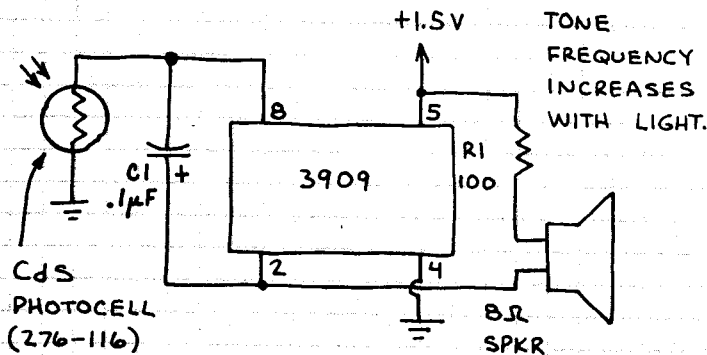 +1.5V
TONE
FREQUENCY
INCREASES
WITH LIGHT.
8
5
C1
+
.1µF
3909
R1
100
2
4
CdS
PHOTOCELL
(276-116)
8Ω
SPKR